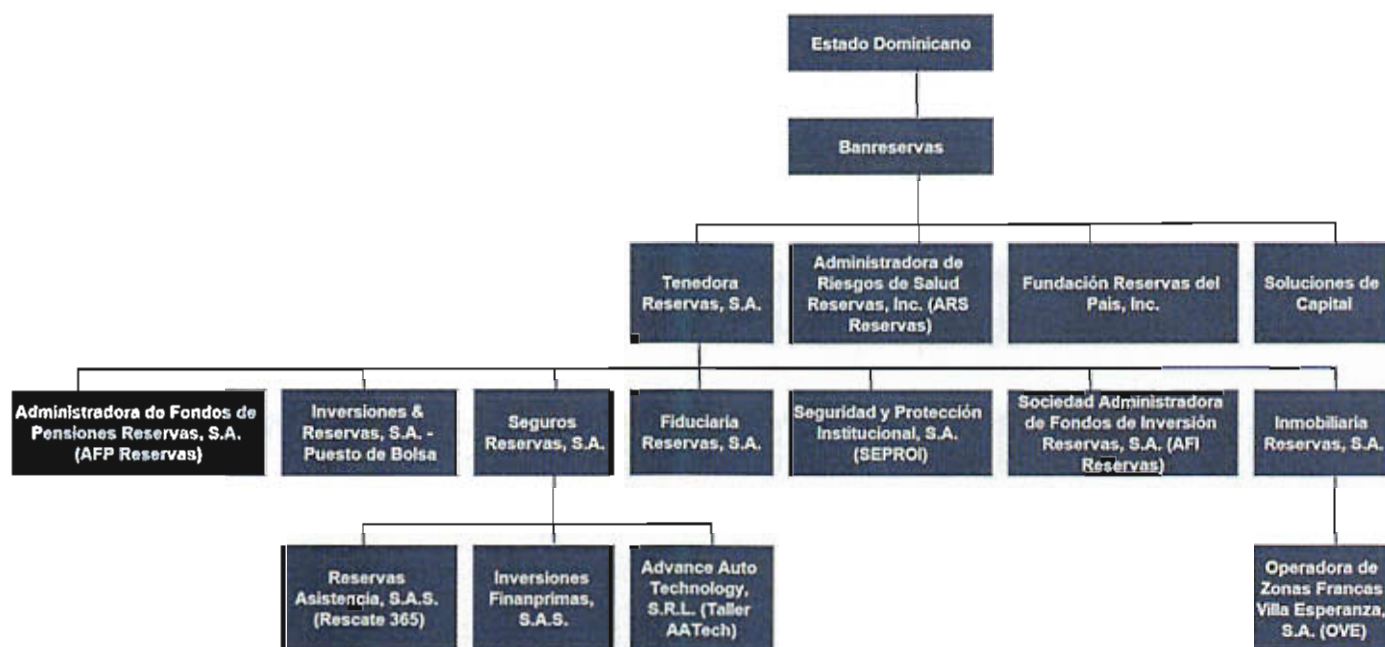 Estado Dominicano
Banreservas
Tenedora
Reservas, S.A.
Administradora de
Riesgos de Salud
Reservas, Inc. (ARS
Reservas)
Fundación Reservas del
Pais, Inc.
Soluciones de
Capital
Administradora de Fondos de
Pensiones Reservas, S.A.
(AFP Reservas)
Inversiones &
Reservas, S.A. -
Puesto de Bolsa
Seguros
Reservas, S.A.
Fiduciaria
Reservas, S.A.
Seguridad y Protección
Institucional, S.A.
(SEPROI)
Sociedad Administradora
de Fondos de Inversión
Reservas, S.A. (AFI
Reservas)
Inmobiliaria
Reservas, S.A.
Reservas
Asistencia, S.A.S.
(Rescate 365)
Inversiones
Finanprimas,
S.A.S.
Advance Auto
Technology,
S.R.L. (Taller
AATech)
Operadora de
Zonas Francas
Villa Esperanza,
S.A. (OVE)